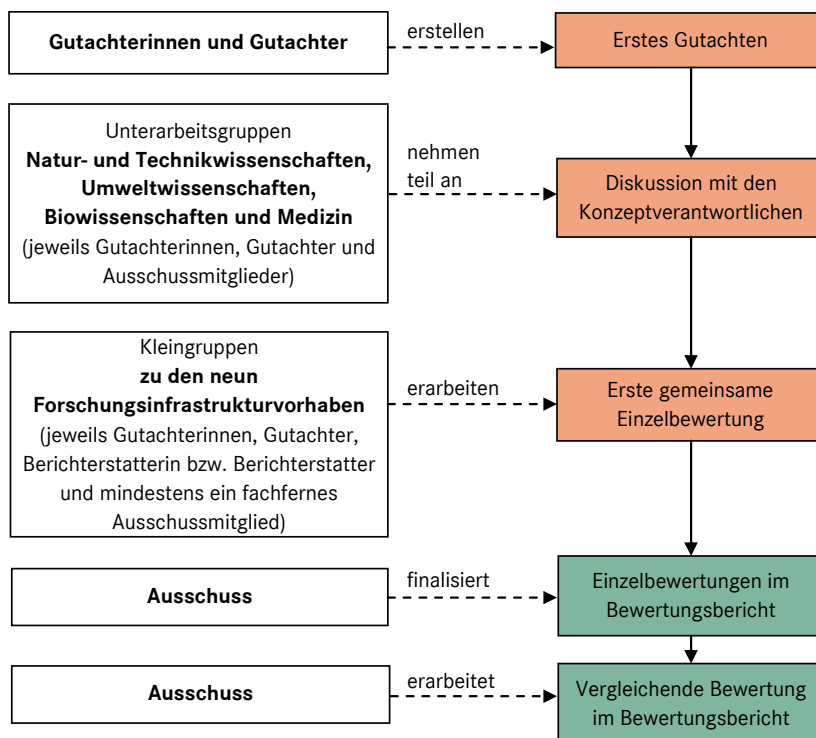 Gutachterinnen und Gutachter
erstellen
Erstes Gutachten
Unterarbeitsgruppen
Natur- und Technikwissenschaften,
Umweltwissenschaften,
Biowissenschaften und Medizin
(jeweils Gutachterinnen, Gutachter und
Ausschussmitglieder)
nehmen
teil an
Diskussion mit den
Konzeptverantwortlichen
Kleingruppen
zu den neun
Forschungsinfrastrukturvorhaben
(jeweils Gutachterinnen, Gutachter,
Berichterstatterin bzw. Berichterstatter
und mindestens ein fachfernes
Ausschussmitglied)
erarbeiten
Erste gemeinsame
Einzelbewertung
Ausschuss
finalisiert
Einzelbewertungen im
Bewertungsbericht
Ausschuss
erarbeitet
Vergleichende Bewertung
im Bewertungsbericht